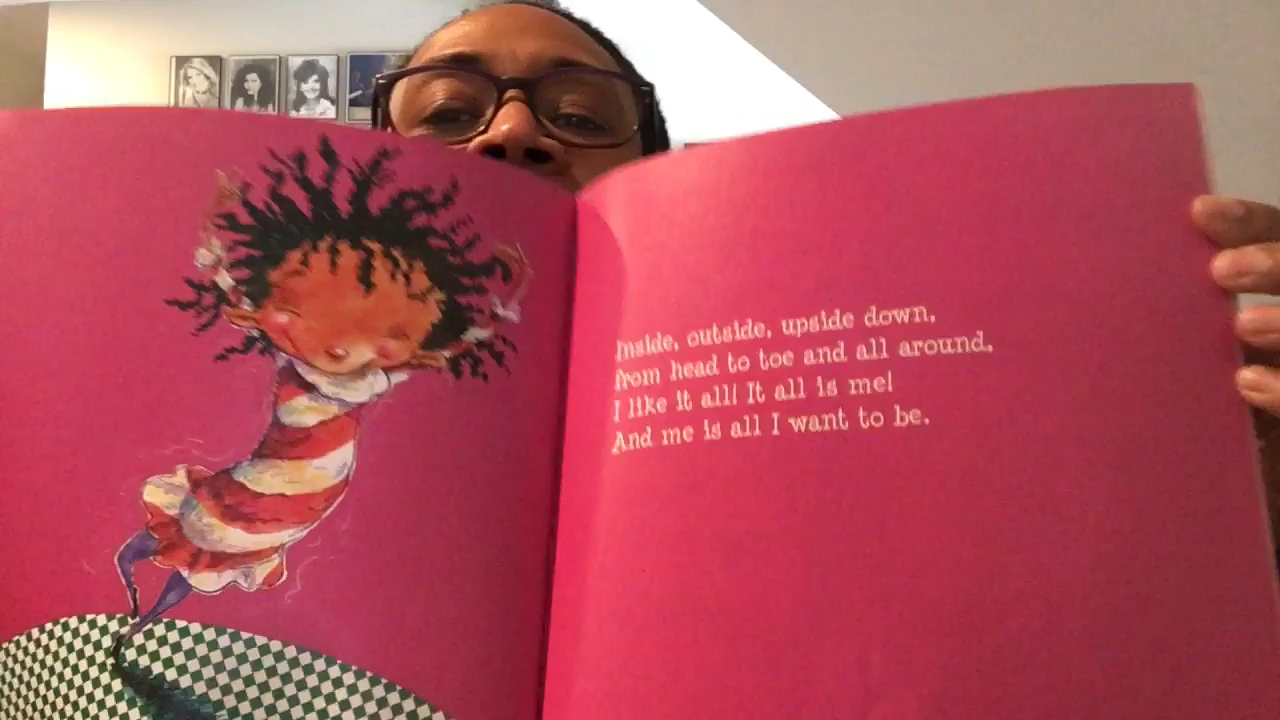 Inside, outside, upside down,
from head to toe and all around,
I like it all! It all is me!
And me is all I want to be.